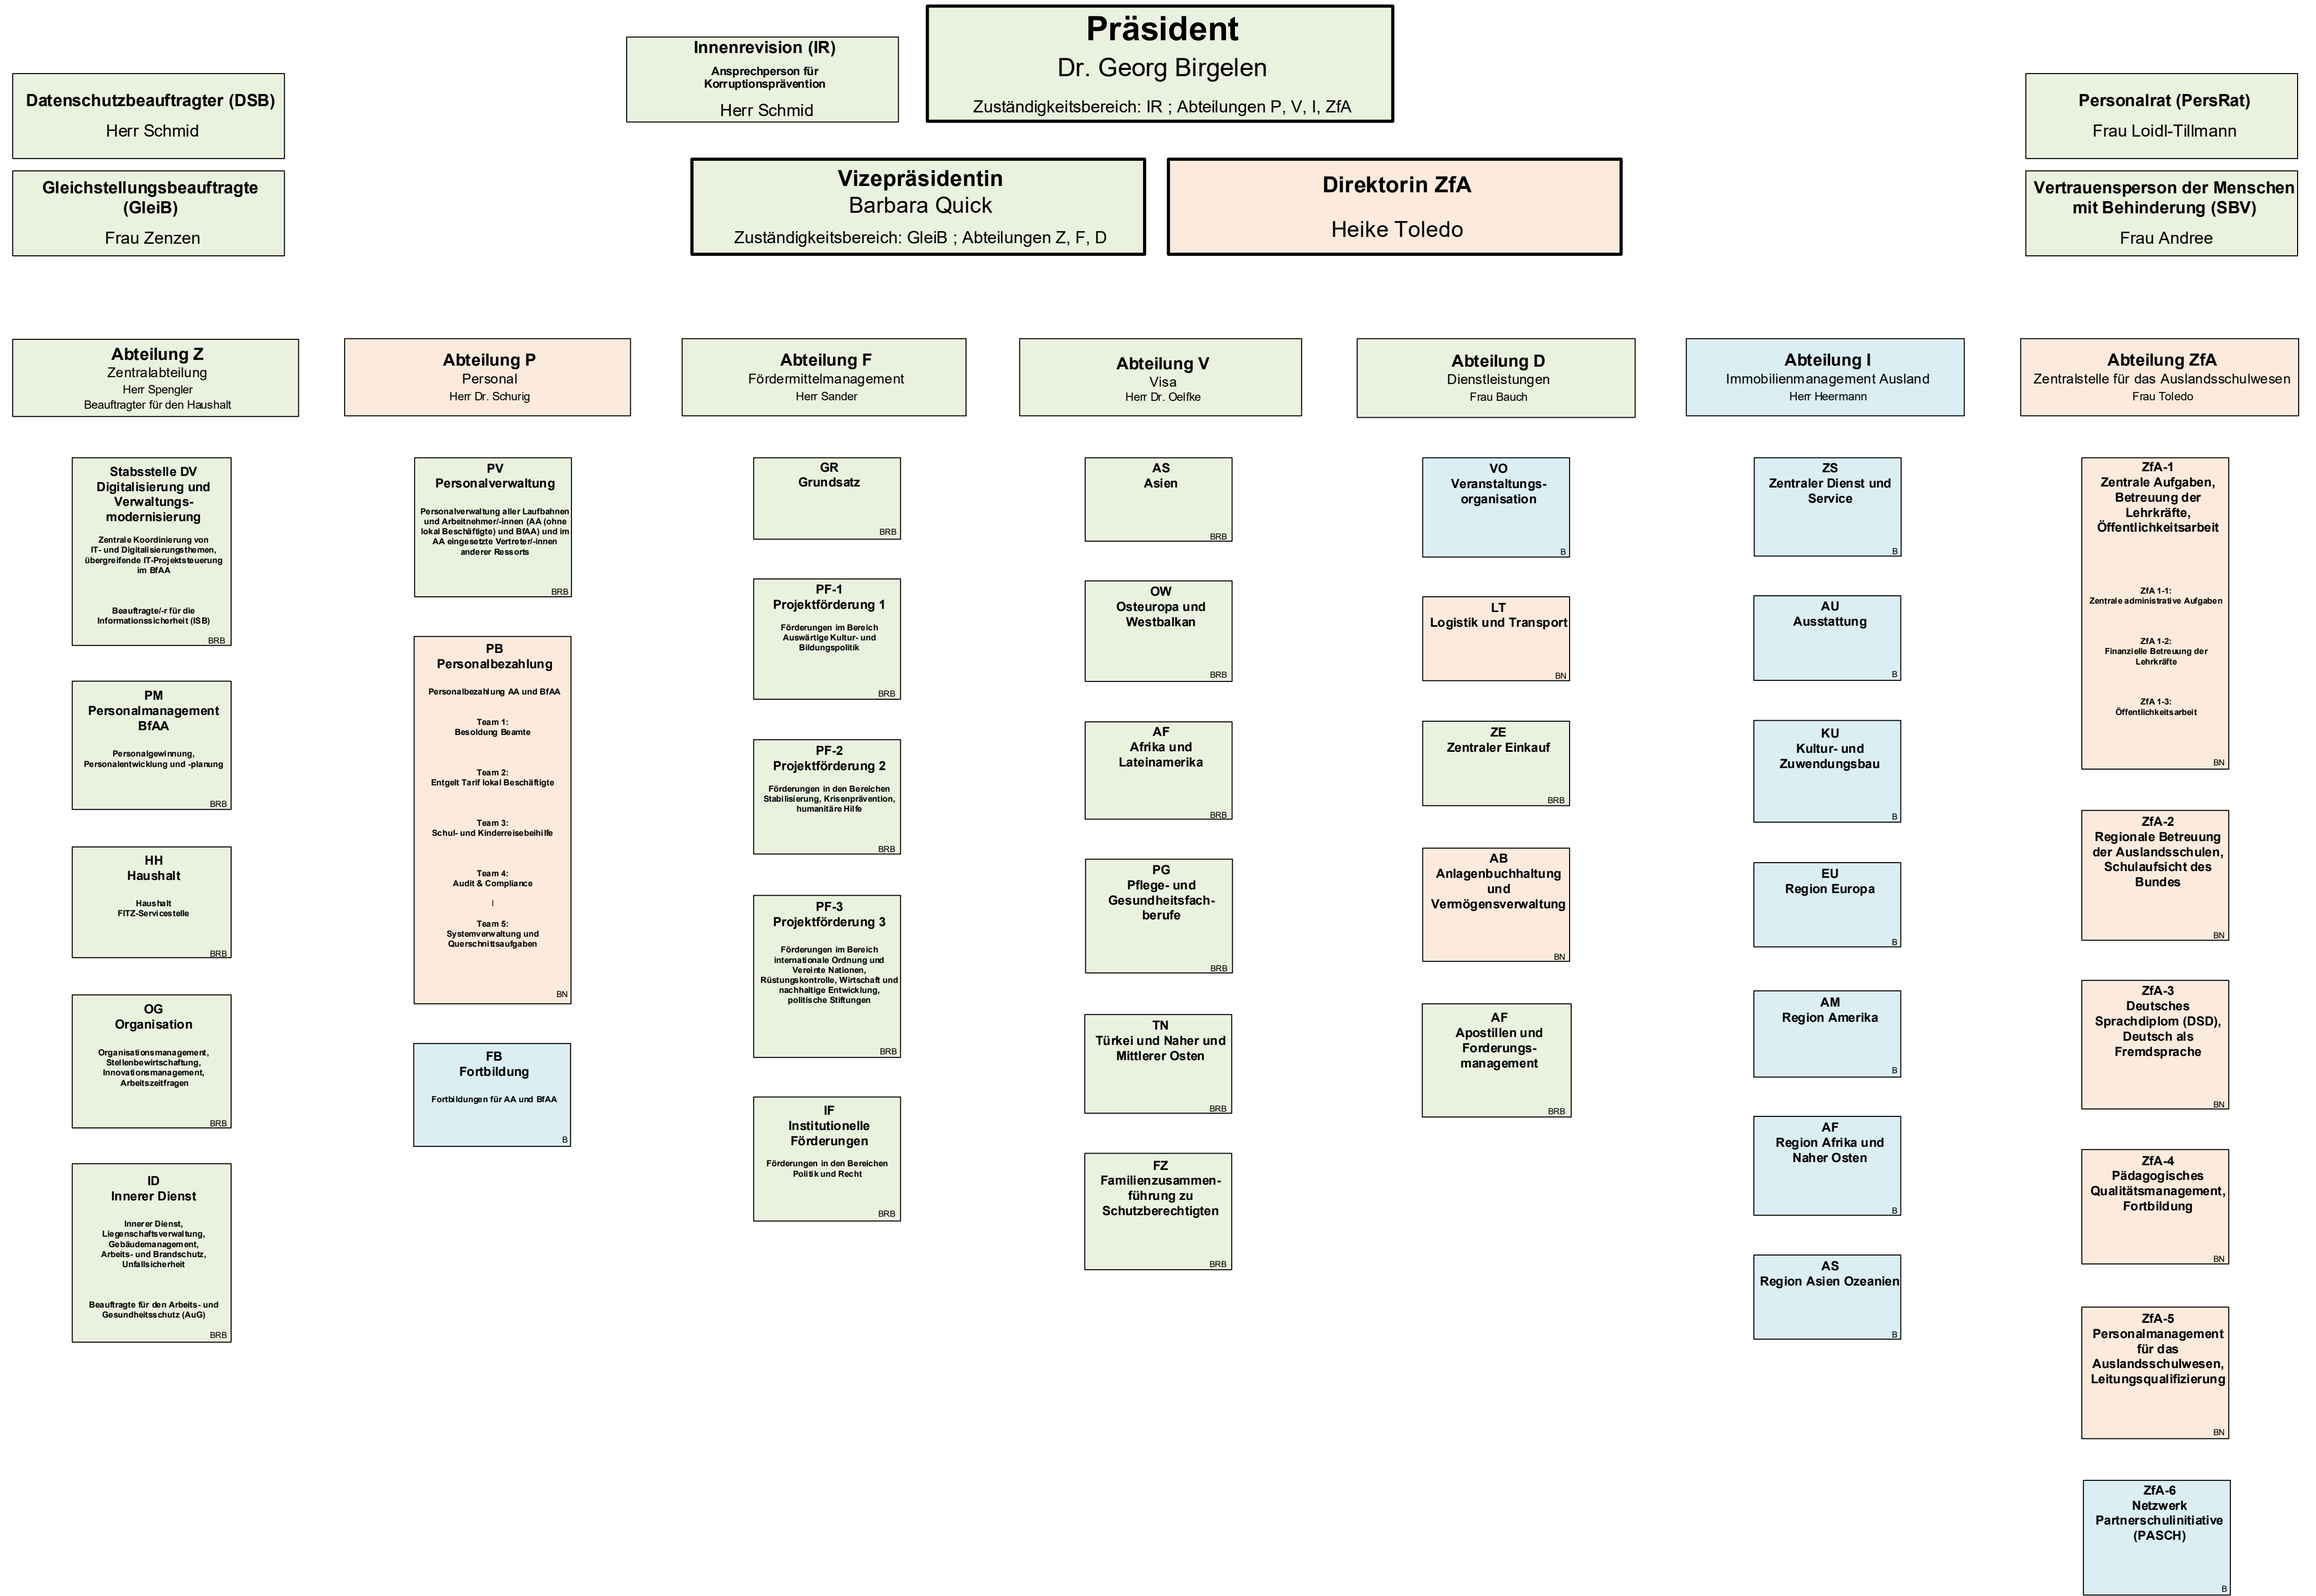 Präsident
Dr. Georg Birgelen
Zuständigkeitsbereich: IR ; Abteilungen P, V, I, ZfA
Innenrevision (IR)
Ansprechperson für
Korruptionsprävention
Herr Schmid
Datenschutzbeauftragter (DSB)
Herr Schmid
Personalrat (PersRat)
Frau Loidl-Tillmann
Gleichstellungsbeauftragte
(GleiB)
Frau Zenzen
Vizepräsidentin
Barbara Quick
Zuständigkeitsbereich: GleiB ; Abteilungen Z, F, D
Direktorin ZfA
Heike Toledo
Vertrauensperson der Menschen
mit Behinderung (SBV)
Frau Andree
Abteilung Z
Zentralabteilung
Herr Spengler
Beauftragter für den Haushalt
Stabsstelle DV
Digitalisierung und
Verwaltungs-
modernisierung
Zentrale Koordinierung von
IT- und Digitalisierungsthemen,
übergreifende IT-Projektsteuerung
im BfAA
Beauftragte/-r für die
Informationssicherheit (ISB)
BRB
PM
Personalmanagement
BfAA
Personalgewinnung,
Personalentwicklung und -planung
BRB
HH
Haushalt
Haushalt
FITZ-Servicestelle
BRB
OG
Organisation
Organisationsmanagement,
Stellenbewirtschaftung,
Innovationsmanagement,
Arbeitszeitfragen
BRB
ID
Innerer Dienst
Innerer Dienst,
Liegenschaftsverwaltung,
Gebäudemanagement,
Arbeits- und Brandschutz,
Unfallsicherheit
Beauftragte für den Arbeits- und
Gesundheitsschutz (AuG)
BRB
Abteilung P
Personal
Herr Dr. Schurig
PV
Personalverwaltung
Personalverwaltung aller Laufbahnen
und Arbeitnehmer/-innen (AA (ohne
lokal Beschäftigte) und BfAA) und im
AA eingesetzte Vertreter/-innen
anderer Ressorts
BRB
PB
Personalbezahlung
Personalbezahlung AA und BfAA
Team 1:
Besoldung Beamte
Team 2:
Entgelt Tarif lokal Beschäftigte
Team 3:
Schul- und Kinderreisebeihilfe
Team 4:
Audit & Compliance
I
Team 5:
Systemverwaltung und
Querschnittsaufgaben
BN
FB
Fortbildung
Fortbildungen für AA und BfAA
B
Abteilung F
Fördermittelmanagement
Herr Sander
GR
Grundsatz
BRB
PF-1
Projektförderung 1
Förderungen im Bereich
Auswärtige Kultur- und
Bildungspolitik
BRB
PF-2
Projektförderung 2
Förderungen in den Bereichen
Stabilisierung, Krisenprävention,
humanitäre Hilfe
BRB
PF-3
Projektförderung 3
Förderungen im Bereich
internationale Ordnung und
Vereinte Nationen,
Rüstungskontrolle, Wirtschaft und
nachhaltige Entwicklung,
politische Stiftungen
BRB
IF
Institutionelle
Förderungen
Förderungen in den Bereichen
Politik und Recht
BRB
Abteilung V
Visa
Herr Dr. Oelfke
AS
Asien
BRB
OW
Osteuropa und
Westbalkan
BRB
AF
Afrika und
Lateinamerika
BRB
PG
Pflege- und
Gesundheitsfach-
berufe
BRB
TN
Türkei und Naher und
Mittlerer Osten
BRB
FZ
Familienzusammen-
führung zu
Schutzberechtigten
BRB
Abteilung D
Dienstleistungen
Frau Bauch
VO
Veranstaltungs-
organisation
B
LT
Logistik und Transport
BN
ZE
Zentraler Einkauf
BRB
AB
Anlagenbuchhaltung
und
Vermögensverwaltung
BN
AF
Apostillen und
Forderungs-
management
BRB
Abteilung I
Immobilienmanagement Ausland
Herr Heermann
ZS
Zentraler Dienst und
Service
B
AU
Ausstattung
B
KU
Kultur- und
Zuwendungsbau
B
EU
Region Europa
B
AM
Region Amerika
B
AF
Region Afrika und
Naher Osten
B
AS
Region Asien Ozeanien
B
Abteilung ZfA
Zentralstelle für das Auslandsschulwesen
Frau Toledo
ZfA-1
Zentrale Aufgaben,
Betreuung der
Lehrkräfte,
Öffentlichkeitsarbeit
ZfA 1-1:
Zentrale administrative Aufgaben
ZfA 1-2:
Finanzielle Betreuung der
Lehrkräfte
ZfA 1-3:
Öffentlichkeitsarbeit
BN
ZfA-2
Regionale Betreuung
der Auslandsschulen,
Schulaufsicht des
Bundes
BN
ZfA-3
Deutsches
Sprachdiplom (DSD),
Deutsch als
Fremdsprache
BN
ZfA-4
Pädagogisches
Qualitätsmanagement,
Fortbildung
BN
ZfA-5
Personalmanagement
für das
Auslandsschulwesen,
Leitungsqualifizierung
BN
ZfA-6
Netzwerk
Partnerschulinitiative
(PASCH)
B